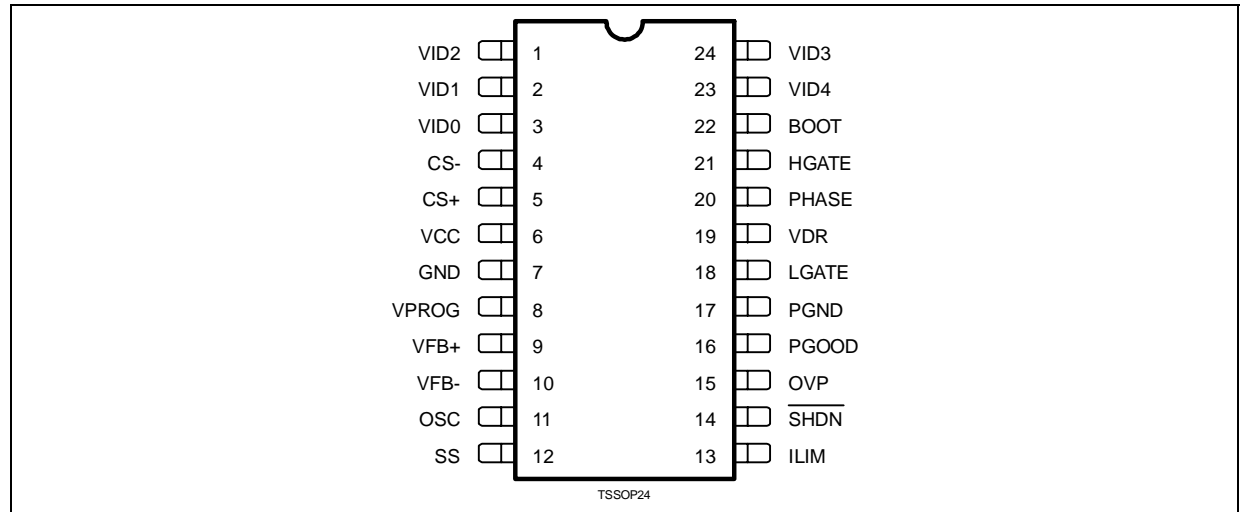 VID2 1 24 VID3
VID1 2 23 VID4
VID0 3 22 BOOT
CS- 4 21 HGATE
CS+ 5 20 PHASE
VCC 6 19 VDR
GND 7 18 LGATE
VPROG 8 17 PGND
VFB+ 9 16 PGOOD
VFB- 10 15 OVP
OSC 11 14 SHDN
SS 12 13 ILIM
TSSOP24